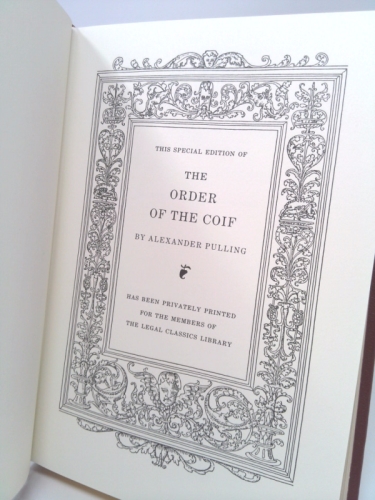 THIS SPECIAL EDITION OF
THE
ORDER
OF THE COIF
BY ALEXANDER PULLING
HAS BEEN PRIVATELY PRINTED
FOR THE MEMBERS OF
THE LEGAL CLASSICS LIBRARY